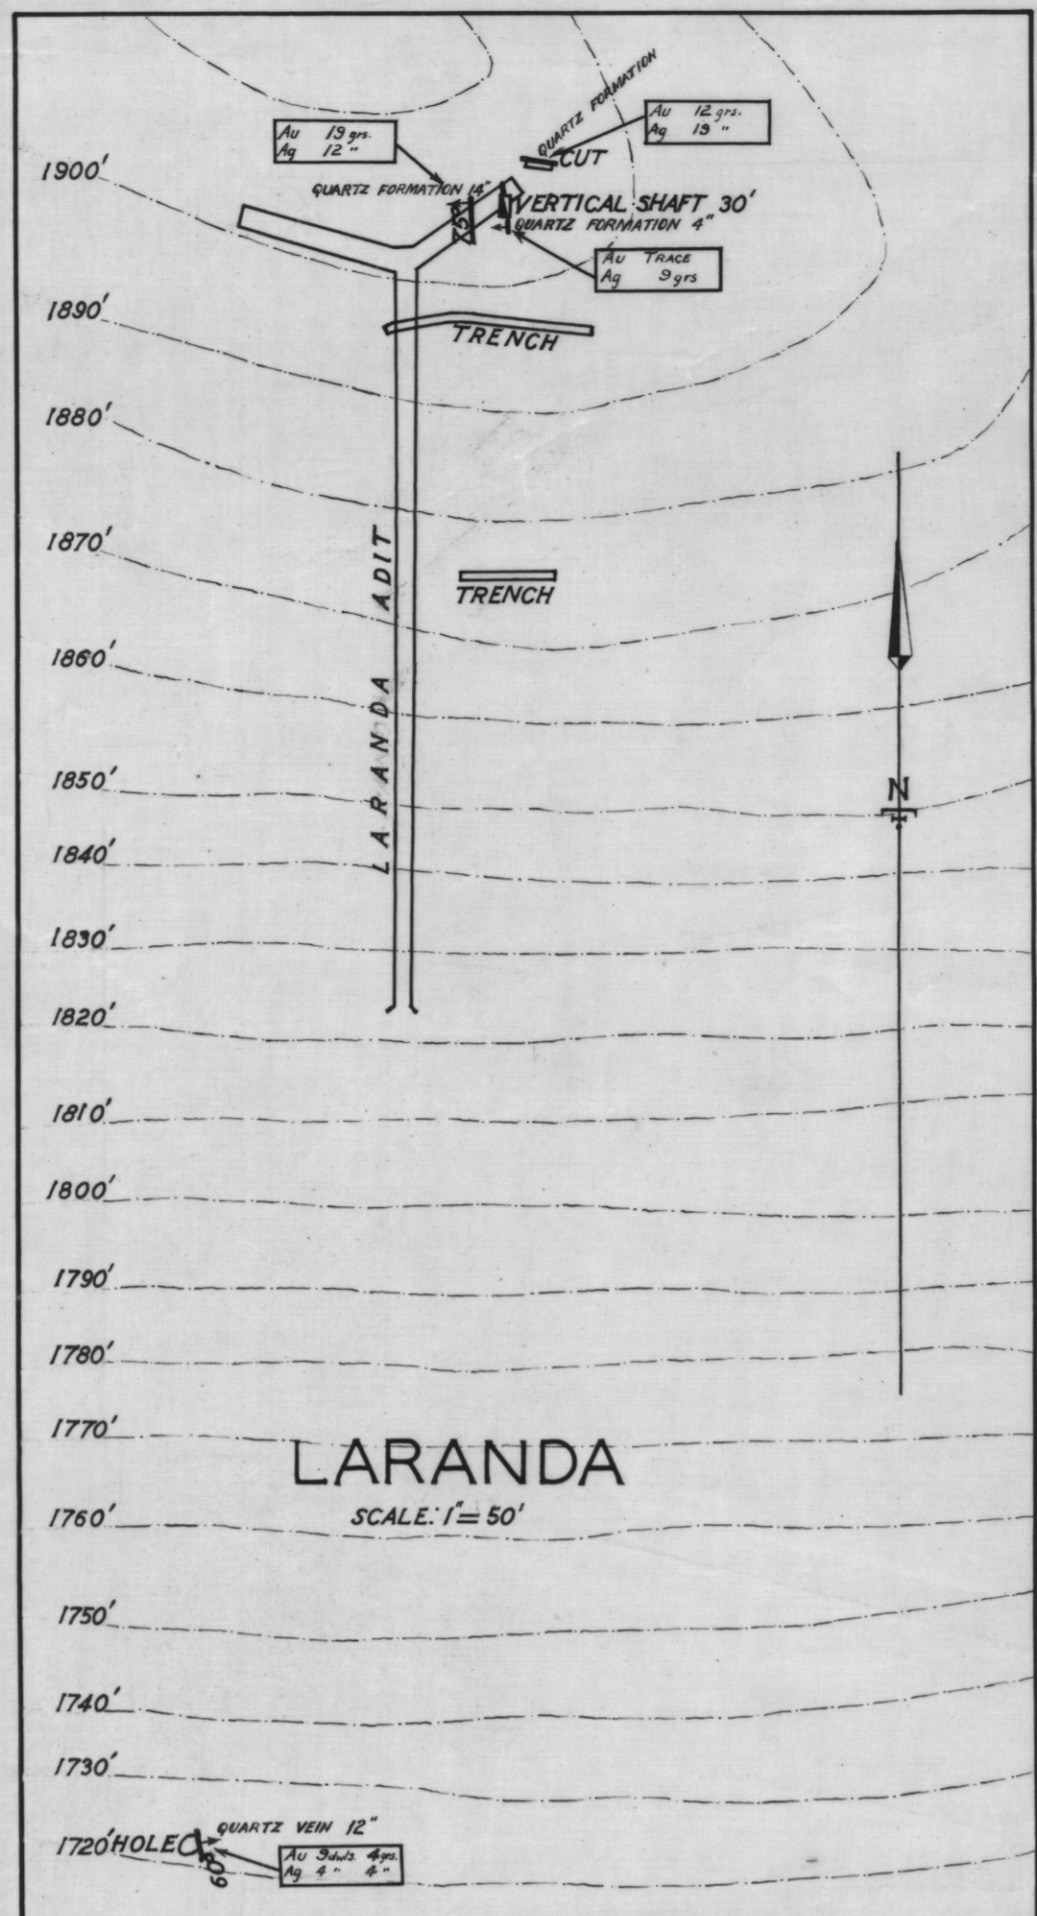 QUARTZ FORMATION
Au 12 grs.
Ag 19 "
Au 19 grs.
Ag 12 "
CUT
1900'
QUARTZ FORMATION 14"
75°
VERTICAL SHAFT 30'
QUARTZ FORMATION 4"
Au TRACE
Ag 9 grs
1890'
TRENCH
1880'
1870'
LARANDA ADIT
TRENCH
1860'
1850'
N
1840'
1830'
1820'
1810'
1800'
1790'
1780'
1770'
LARANDA
SCALE: 1"= 50'
1760'
1750'
1740'
1730'
QUARTZ VEIN 12"
1720' HOLE
60°
Au 9 dwts. 4 grs.
Ag 4 " 4 "